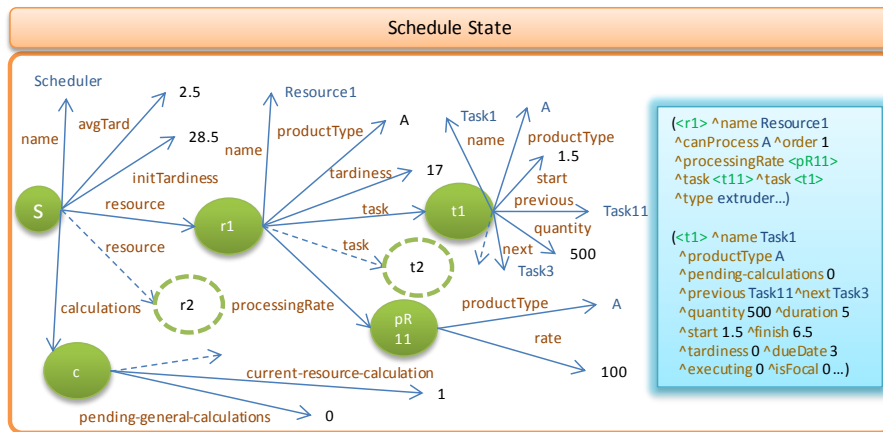 Schedule State
Scheduler
2.5
avgTard
name
28.5
initTardiness
resource
resource
calculations
S
Resource1
name
productType
A
tardiness
17
task
task
r1
r2
processingRate
Task1
name
A
productType
1.5
start
previous
Task11
quantity
500
next
Task3
t1
t2
pR
11
productType
A
rate
100
c
current-resource-calculation
1
pending-general-calculations
0
(<r1> ^name Resource1
^canProcess A ^order 1
^processingRate <pR11>
^task <t11> ^task <t1>
^type extruder…)
(<t1> ^name Task1
^productType A
^pending-calculations 0
^previous Task11 ^next Task3
^quantity 500 ^duration 5
^start 1.5 ^finish 6.5
^tardiness 0 ^dueDate 3
^executing 0 ^isFocal 0 …)